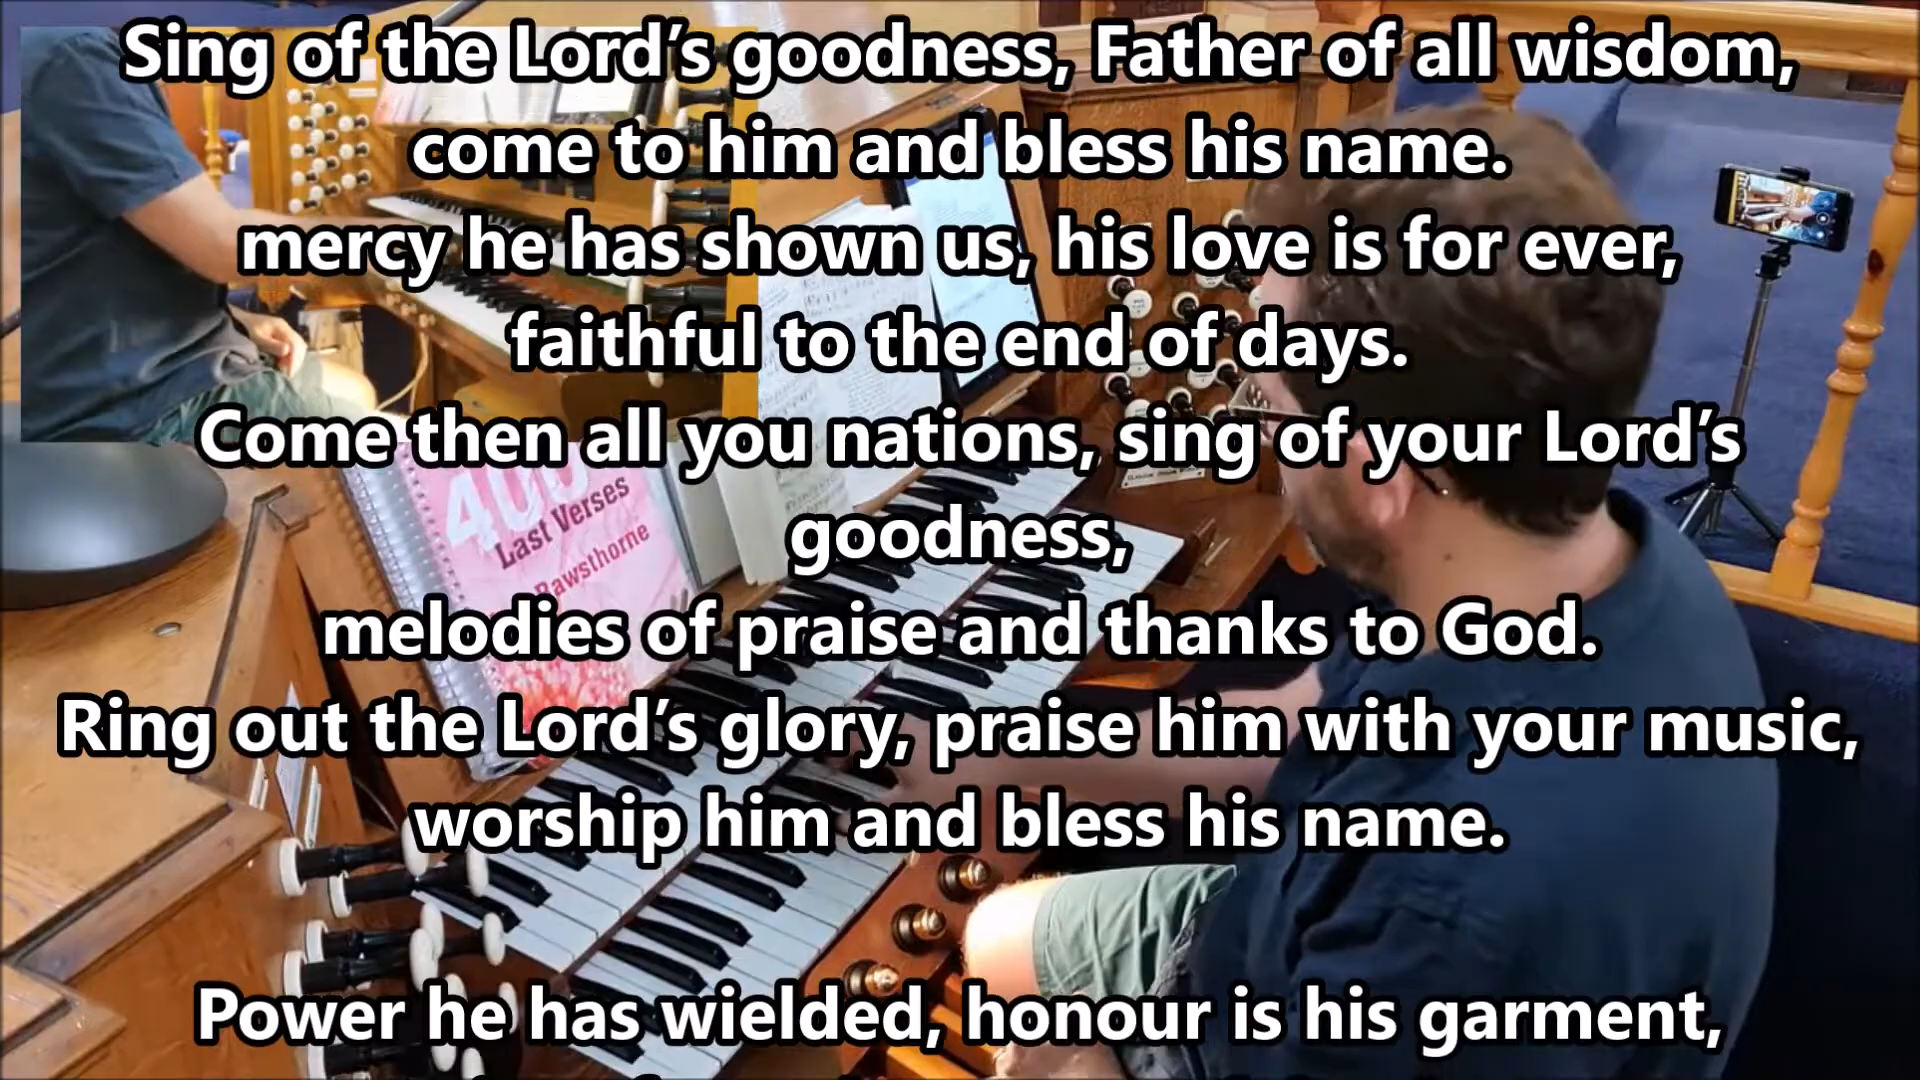 Sing of the Lord’s goodness, Father of all wisdom,
come to him and bless his name.
mercy he has shown us, his love is for ever,
faithful to the end of days.
Come then all you nations, sing of your Lord’s
goodness,
melodies of praise and thanks to God.
Ring out the Lord’s glory, praise him with your music,
worship him and bless his name.
Power he has wielded, honour is his garment,
400
Last Verses
Rawsthorne